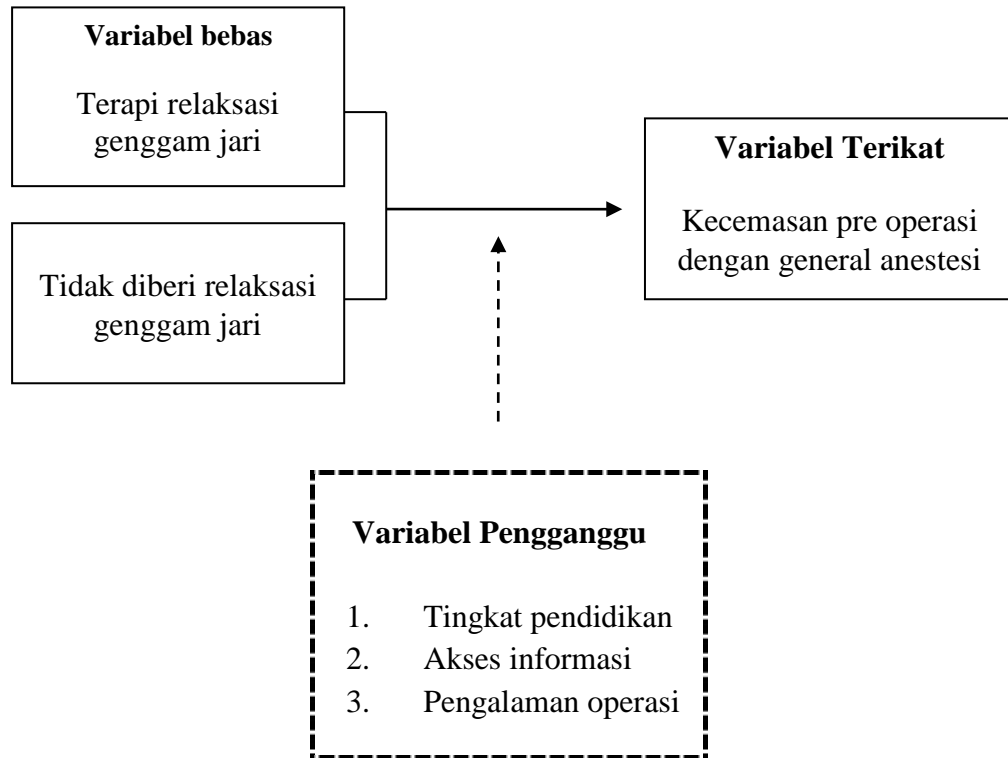 Variabel bebas
Terapi relaksasi
genggam jari
Tidak diberi relaksasi
genggam jari
Variabel Terikat
Kecemasan pre operasi
dengan general anestesi
Variabel Pengganggu
1. Tingkat pendidikan
2. Akses informasi
3. Pengalaman operasi